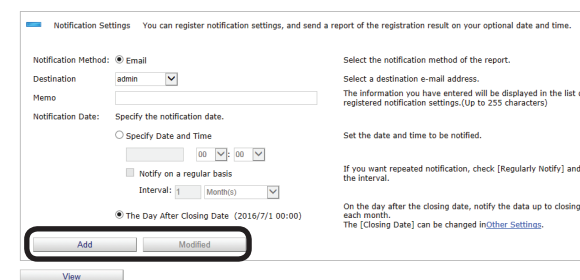 Notification Settings You can register notification settings, and send a report of the registration result on your optional date and time.
Notification Method: Email Select the notification method of the report.
Destination admin Select a destination e-mail address.
Memo The information you have entered will be displayed in the list
registered notification settings.(Up to 255 characters)
Notification Date: Specify the notification date.
Specify Date and Time Set the date and time to be notified.
00 : 00
Notify on a regular basis If you want repeated notification, check [Regularly Notify] and
the interval.
Interval: 1 Month(s)
The Day After Closing Date (2016/7/1 00:00) On the day after the closing date, notify the data up to closing
each month.
The [Closing Date] can be changed inOther Settings.
Add Modified
View